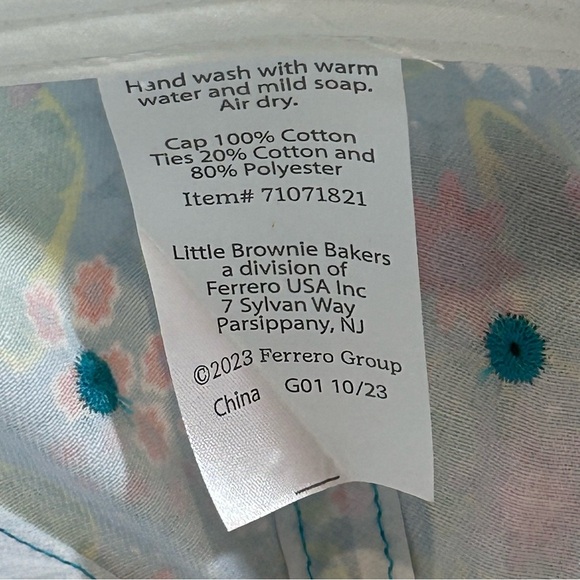 Hand wash with warm
water and mild soap.
Air dry.
Cap 100% Cotton
Ties 20% Cotton and
80% Polyester
Item# 71071821
Little Brownie Bakers
a division of
Ferrero USA Inc
7 Sylvan Way
Parsippany, NJ
©2023 Ferrero Group
China G01 10/23